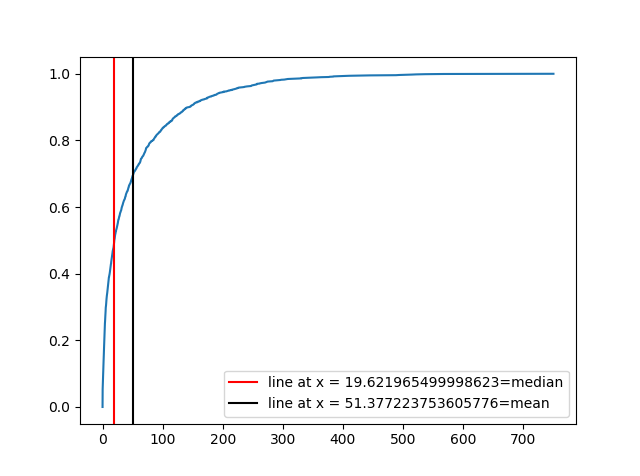 1.0
0.8
0.6
0.4
0.2
0.0
line at x = 19.621965499998623=median
line at x = 51.377223753605776=mean
0 100 200 300 400 500 600 700